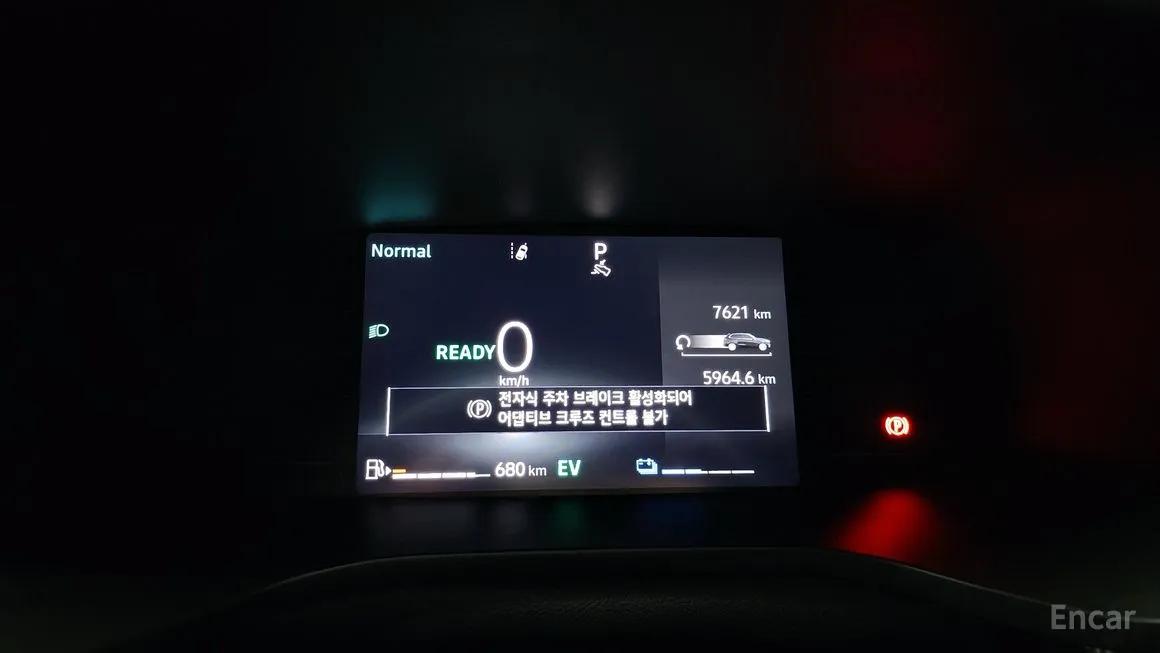 Normal
P
7621 km
READY
0
km/h
5964.6 km
전자식 주차 브레이크 활성화되어
어댑티브 크루즈 컨트롤 불가
680 km
EV
Encar